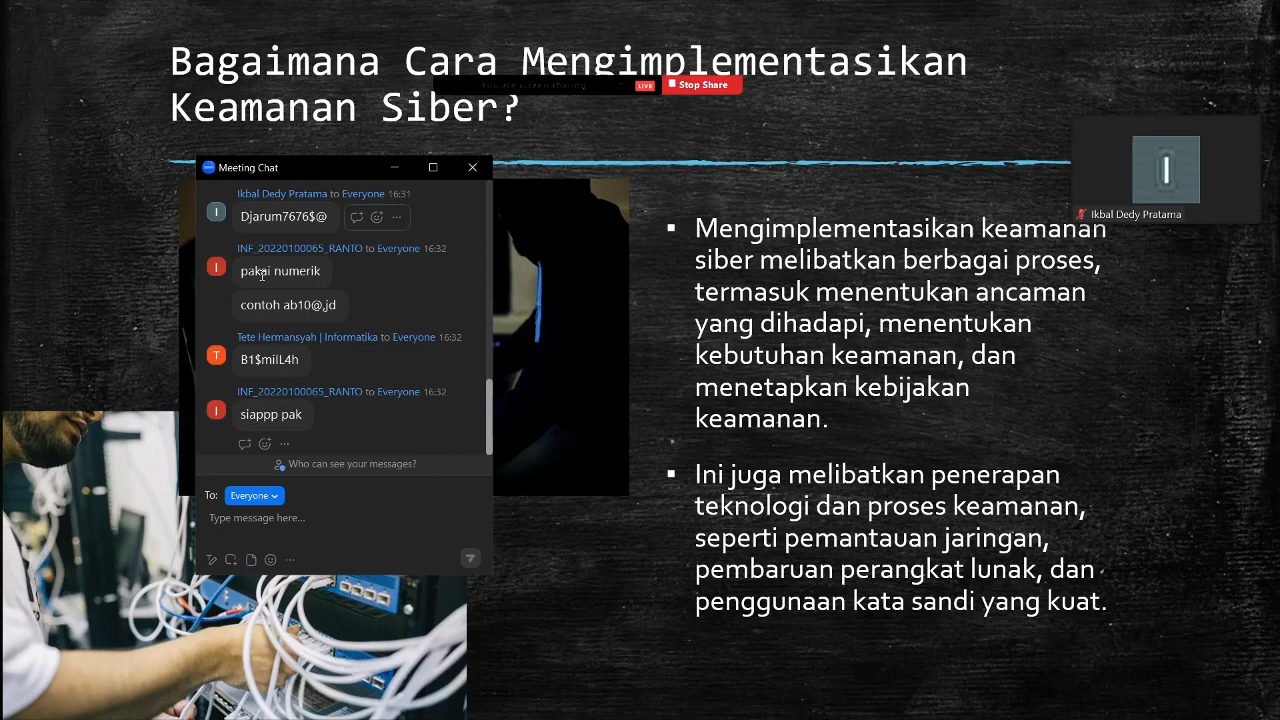 Bagaimana Cara Mengimplementasikan
Keamanan Siber?
LIVE
Stop Share
Meeting Chat
Ikbal Dedy Pratama to Everyone 16:31
Djarum7676$@
INF_20220100065_RANTO to Everyone 16:32
pakai numerik
contoh ab10@,jd
Tete Hermansyah | Informatika to Everyone 16:32
B1$milL4h
INF_20220100065_RANTO to Everyone 16:32
siappp pak
Who can see your messages?
To: Everyone
Type message here...
I
Ikbal Dedy Pratama
▪ Mengimplementasikan keamanan
siber melibatkan berbagai proses,
termasuk menentukan ancaman
yang dihadapi, menentukan
kebutuhan keamanan, dan
menetapkan kebijakan
keamanan.
▪ Ini juga melibatkan penerapan
teknologi dan proses keamanan,
seperti pemantauan jaringan,
pembaruan perangkat lunak, dan
penggunaan kata sandi yang kuat.